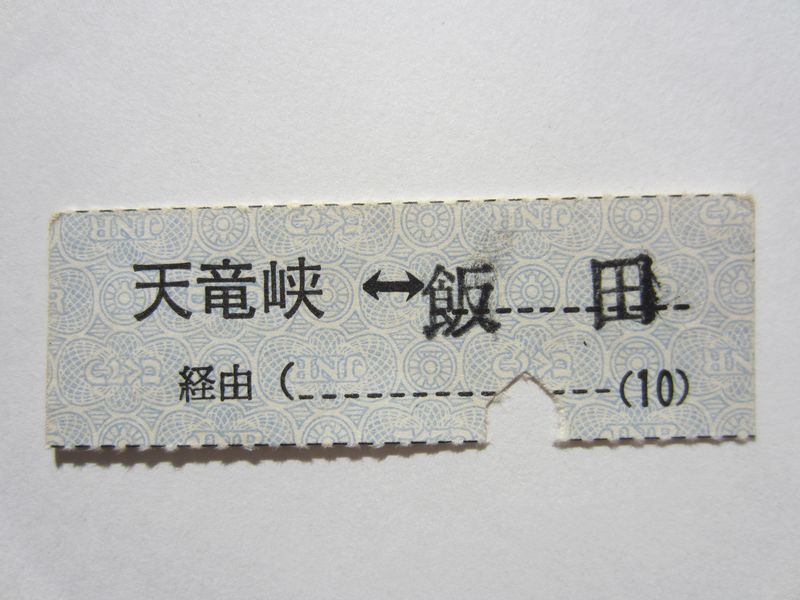 天竜峡 ↔ 飯田
経由 ( (10)